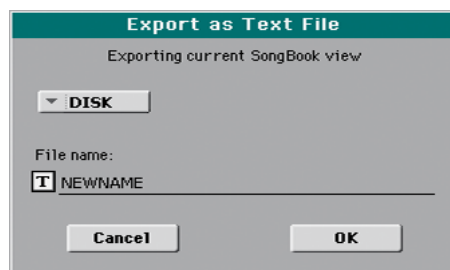 Export as Text File
Exporting current SongBook view
DISK
File name:
T NEWNAME
Cancel OK